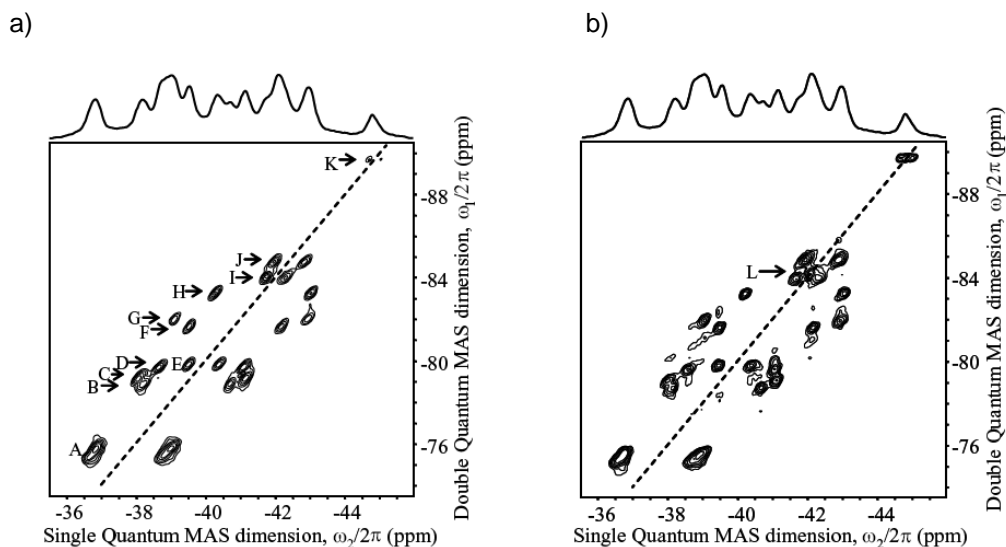 a)
b)
K
J
I
H
G
F
D
C
B
E
A
-88
-84
-80
-76
Double Quantum MAS dimension, ω1/2π (ppm)
-36 -38 -40 -42 -44
Single Quantum MAS dimension, ω2/2π (ppm)
L
-88
-84
-80
-76
Double Quantum MAS dimension, ω1/2π (ppm)
-36 -38 -40 -42 -44
Single Quantum MAS dimension, ω2/2π (ppm)